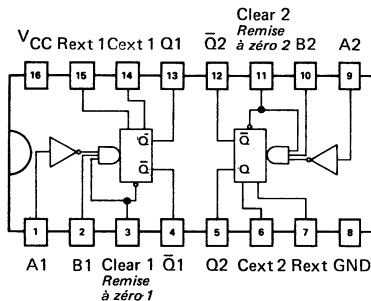 Clear 2
VCC Rext 1 Cext 1 Q1 Q̅2 Remise à zéro 2 B2 A2
16 15 14 13 12 11 10 9
Q Q̅
Q̅ Q
1 2 3 4 5 6 7 8
A1 B1 Clear 1 Q̅1 Q2 Cext 2 Rext GND
Remise
à zéro 1